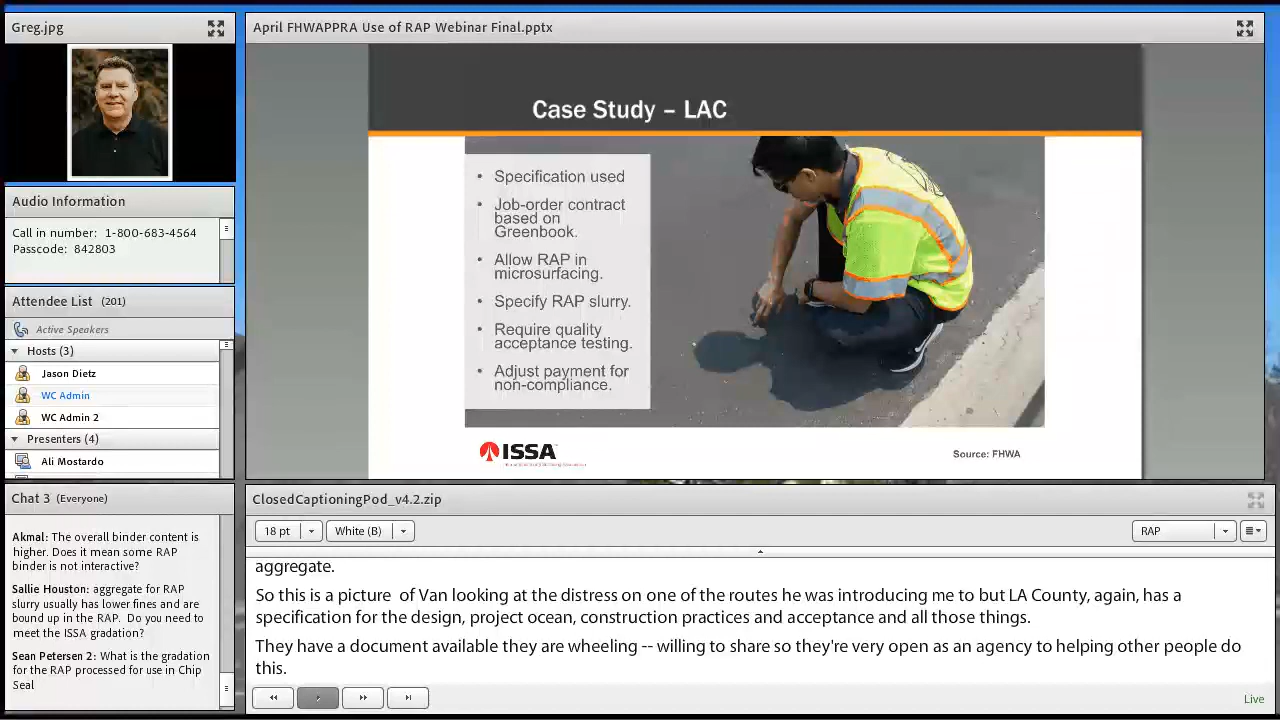 Greg.jpg
April FHWAPPRA Use of RAP Webinar Final.pptx
Audio Information
Call in number: 1-800-683-4564
Passcode: 842803
Attendee List (201)
Active Speakers
Hosts (3)
Jason Dietz
WC Admin
WC Admin 2
Presenters (4)
Ali Mostardo
Chat 3 (Everyone)
Akmal: The overall binder content is
higher. Does it mean some RAP
binder is not interactive?
Sallie Houston: aggregate for RAP
slurry usually has lower fines and are
bound up in the RAP. Do you need to
meet the ISSA gradation?
Sean Petersen 2: What is the gradation
for the RAP processed for use in Chip
Seal
Case Study – LAC
• Specification used
• Job-order contract
based on
Greenbook.
• Allow RAP in
microsurfacing.
• Specify RAP slurry.
• Require quality
acceptance testing.
• Adjust payment for
non-compliance.
ISSA
Source: FHWA
ClosedCaptioningPod_v4.2.zip
18 pt
White (B)
RAP
aggregate.
So this is a picture of Van looking at the distress on one of the routes he was introducing me to but LA County, again, has a
specification for the design, project ocean, construction practices and acceptance and all those things.
They have a document available they are wheeling -- willing to share so they're very open as an agency to helping other people do
this.
Live